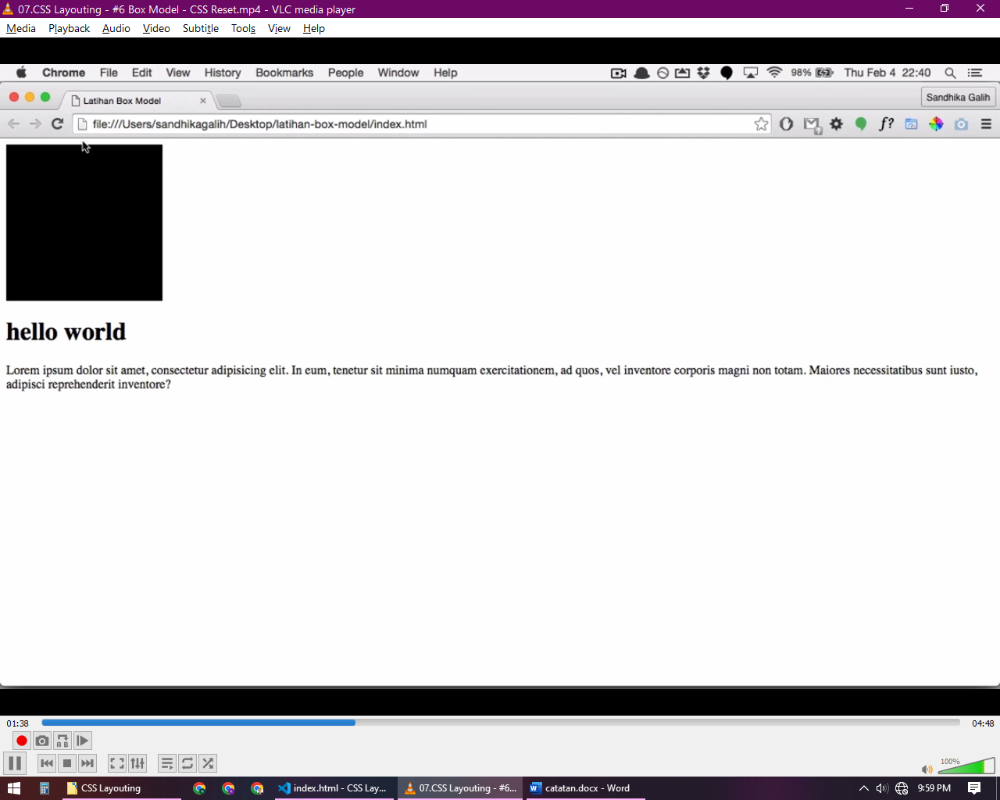 07.CSS Layouting - #6 Box Model - CSS Reset.mp4 - VLC media player
Media Playback Audio Video Subtitle Tools View Help
Chrome File Edit View History Bookmarks People Window Help 98% Thu Feb 4 22:40
Latihan Box Model Sandhika Galih
file:///Users/sandhikagalih/Desktop/latihan-box-model/index.html f?
hello world
Lorem ipsum dolor sit amet, consectetur adipisicing elit. In eum, tenetur sit minima numquam exercitationem, ad quos, vel inventore corporis magni non totam. Maiores necessitatibus sunt iusto,
adipisci reprehenderit inventore?
01:38 04:48
A B
100%
CSS Layouting index.html - CSS Lay... 07.CSS Layouting - #6... catatan.docx - Word 9:59 PM